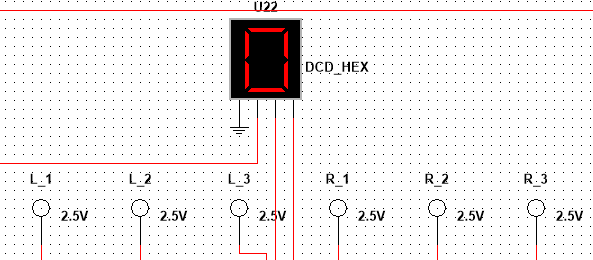 U22
DCD_HEX
L_1 L_2 L_3 R_1 R_2 R_3
2.5V 2.5V 2.5V 2.5V 2.5V 2.5V